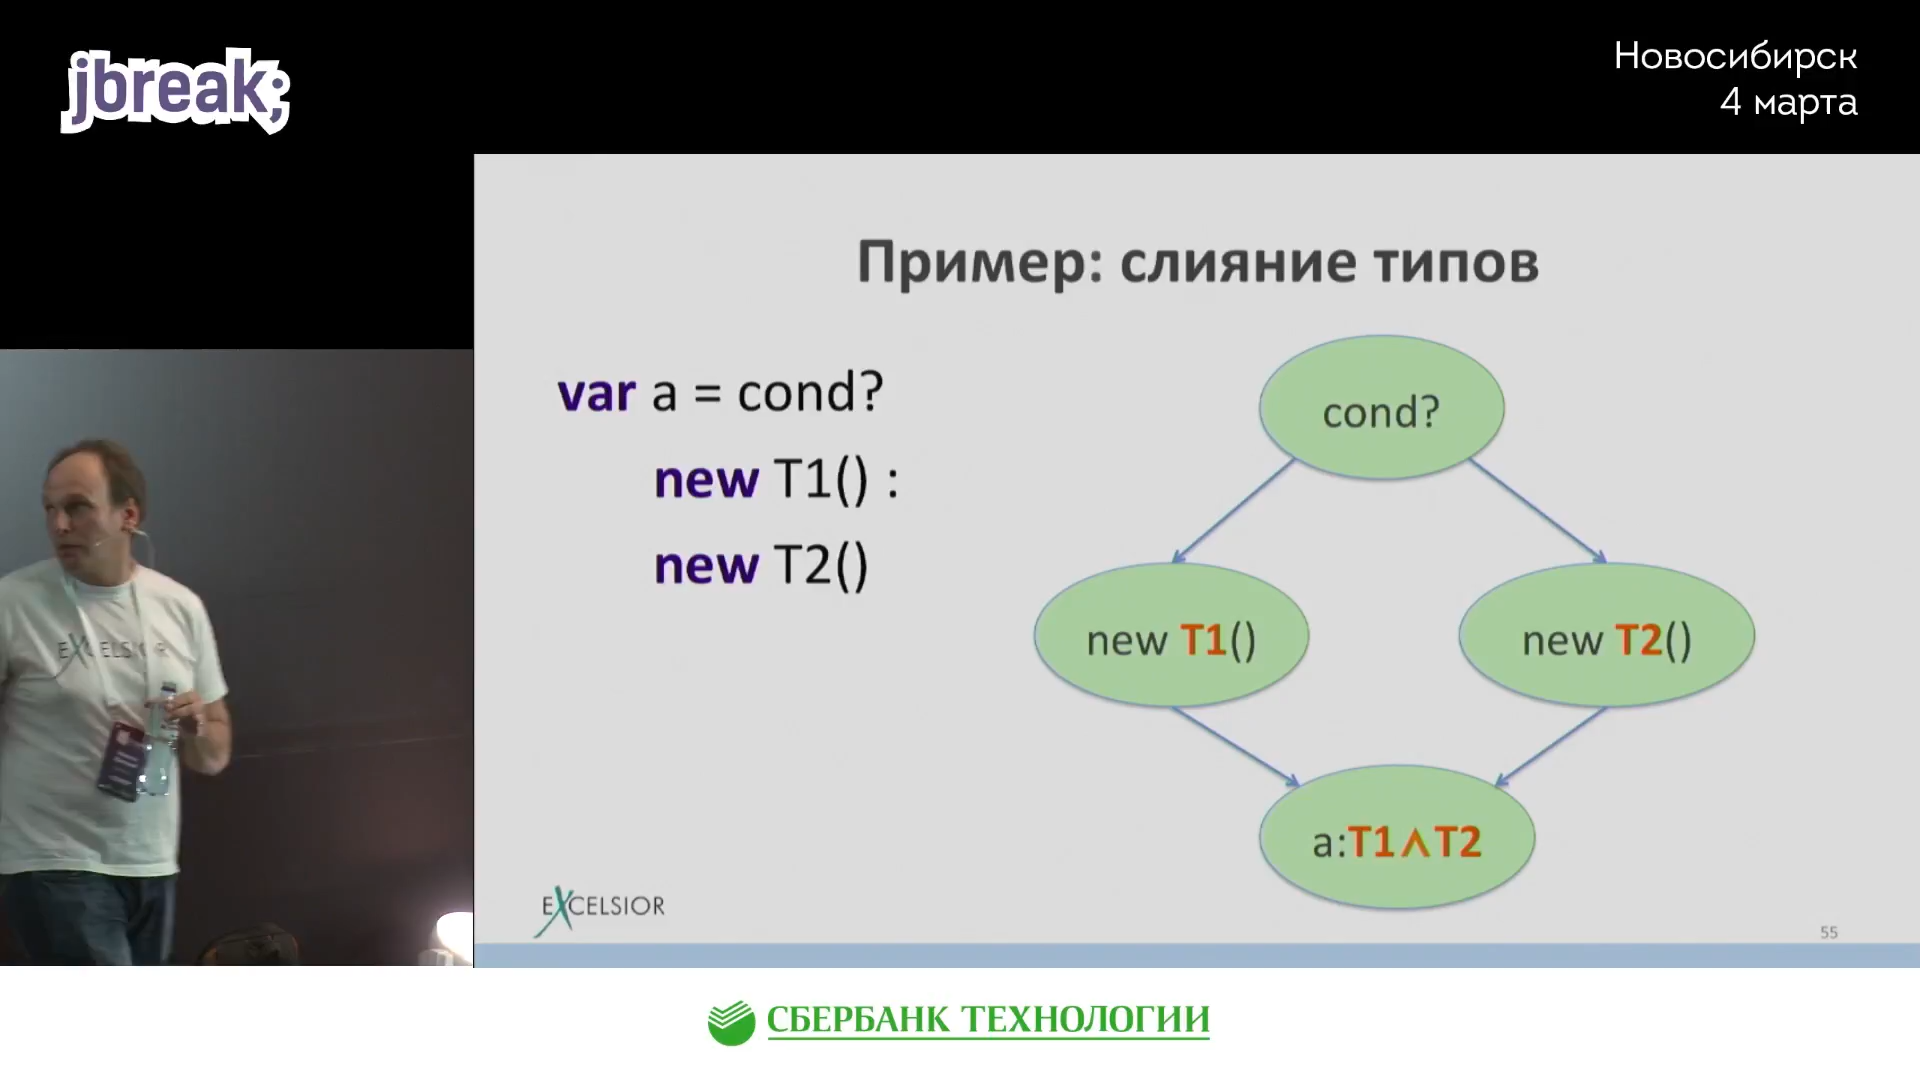 jbreak;
Новосибирск
4 марта
Пример: слияние типов
var a = cond?
new T1() :
new T2()
cond?
new T1()
new T2()
a:T1∧T2
EXCELSIOR
EXCELSIOR
55
СБЕРБАНК ТЕХНОЛОГИИ